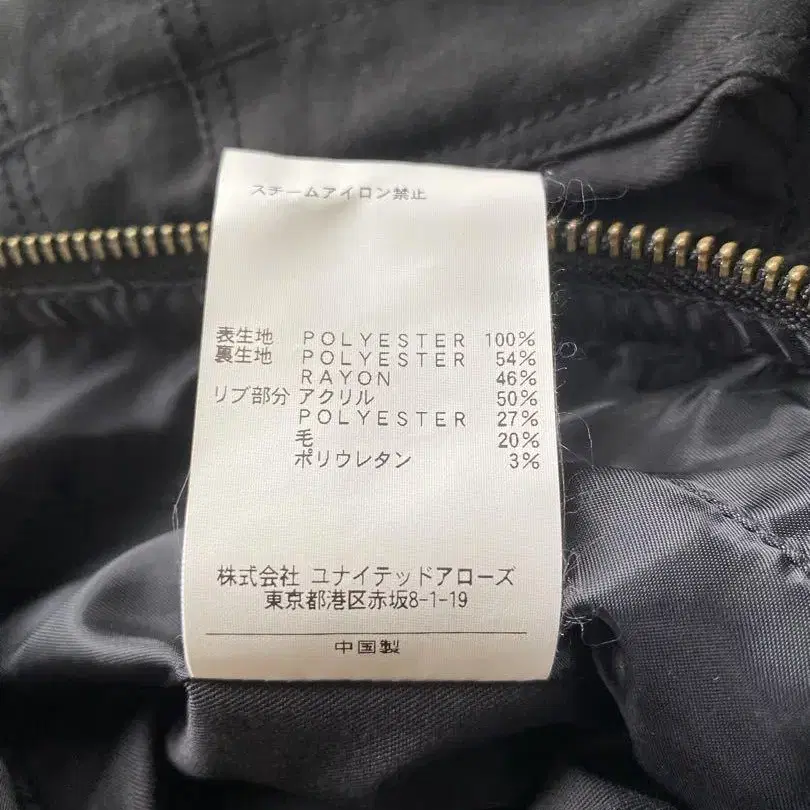 スチームアイロン禁止
表生地 POLYESTER 100%
裏生地 POLYESTER 54%
RAYON 46%
リブ部分 アクリル 50%
POLYESTER 27%
毛 20%
ポリウレタン 3%
株式会社 ユナイテッドアローズ
東京都港区赤坂8-1-19
中国製